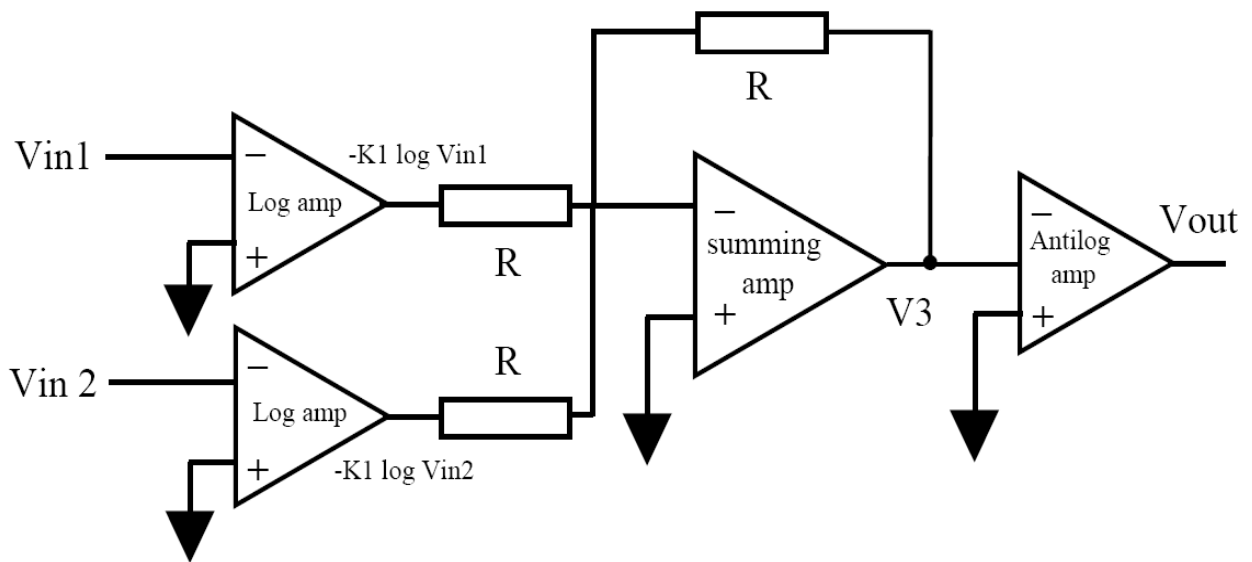 R
Vin1
−
Log amp
+
-K1 log Vin1
R
−
summing
amp
+
V3
−
Antilog
amp
+
Vout
Vin 2
−
Log amp
+
R
-K1 log Vin2